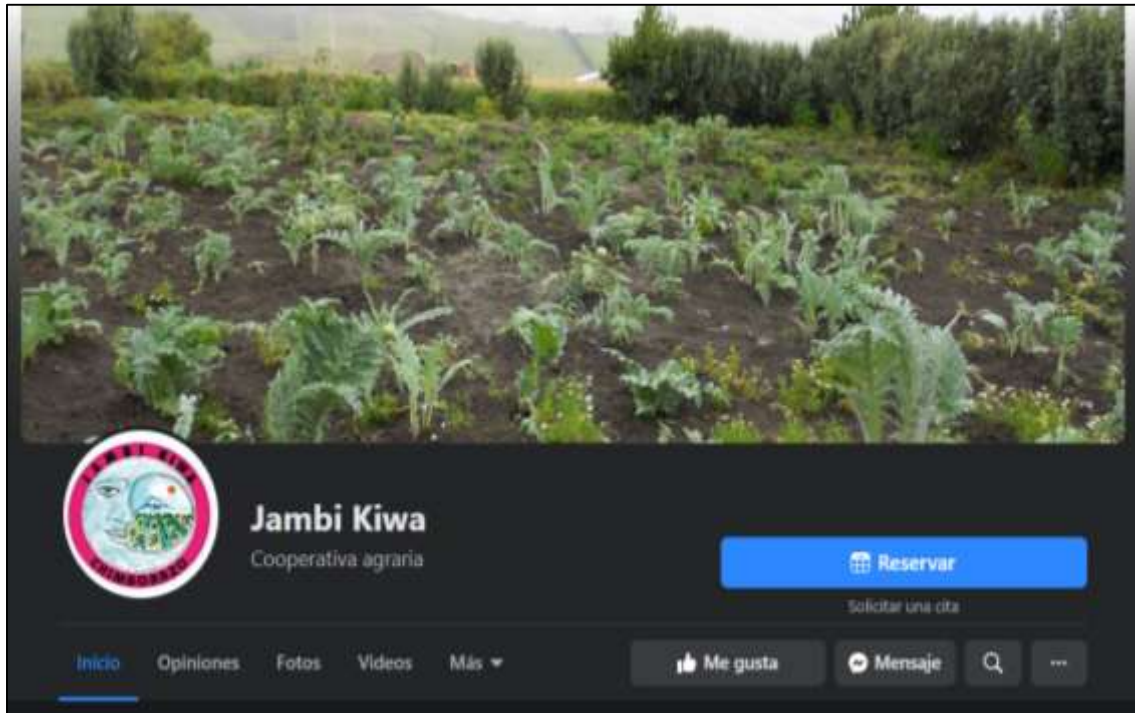 JAMBI KIWA
CHIMBORAZO
Jambi Kiwa
Cooperativa agraria
Reservar
Solicitar una cita
Inicio
Opiniones
Fotos
Videos
Más
Me gusta
Mensaje